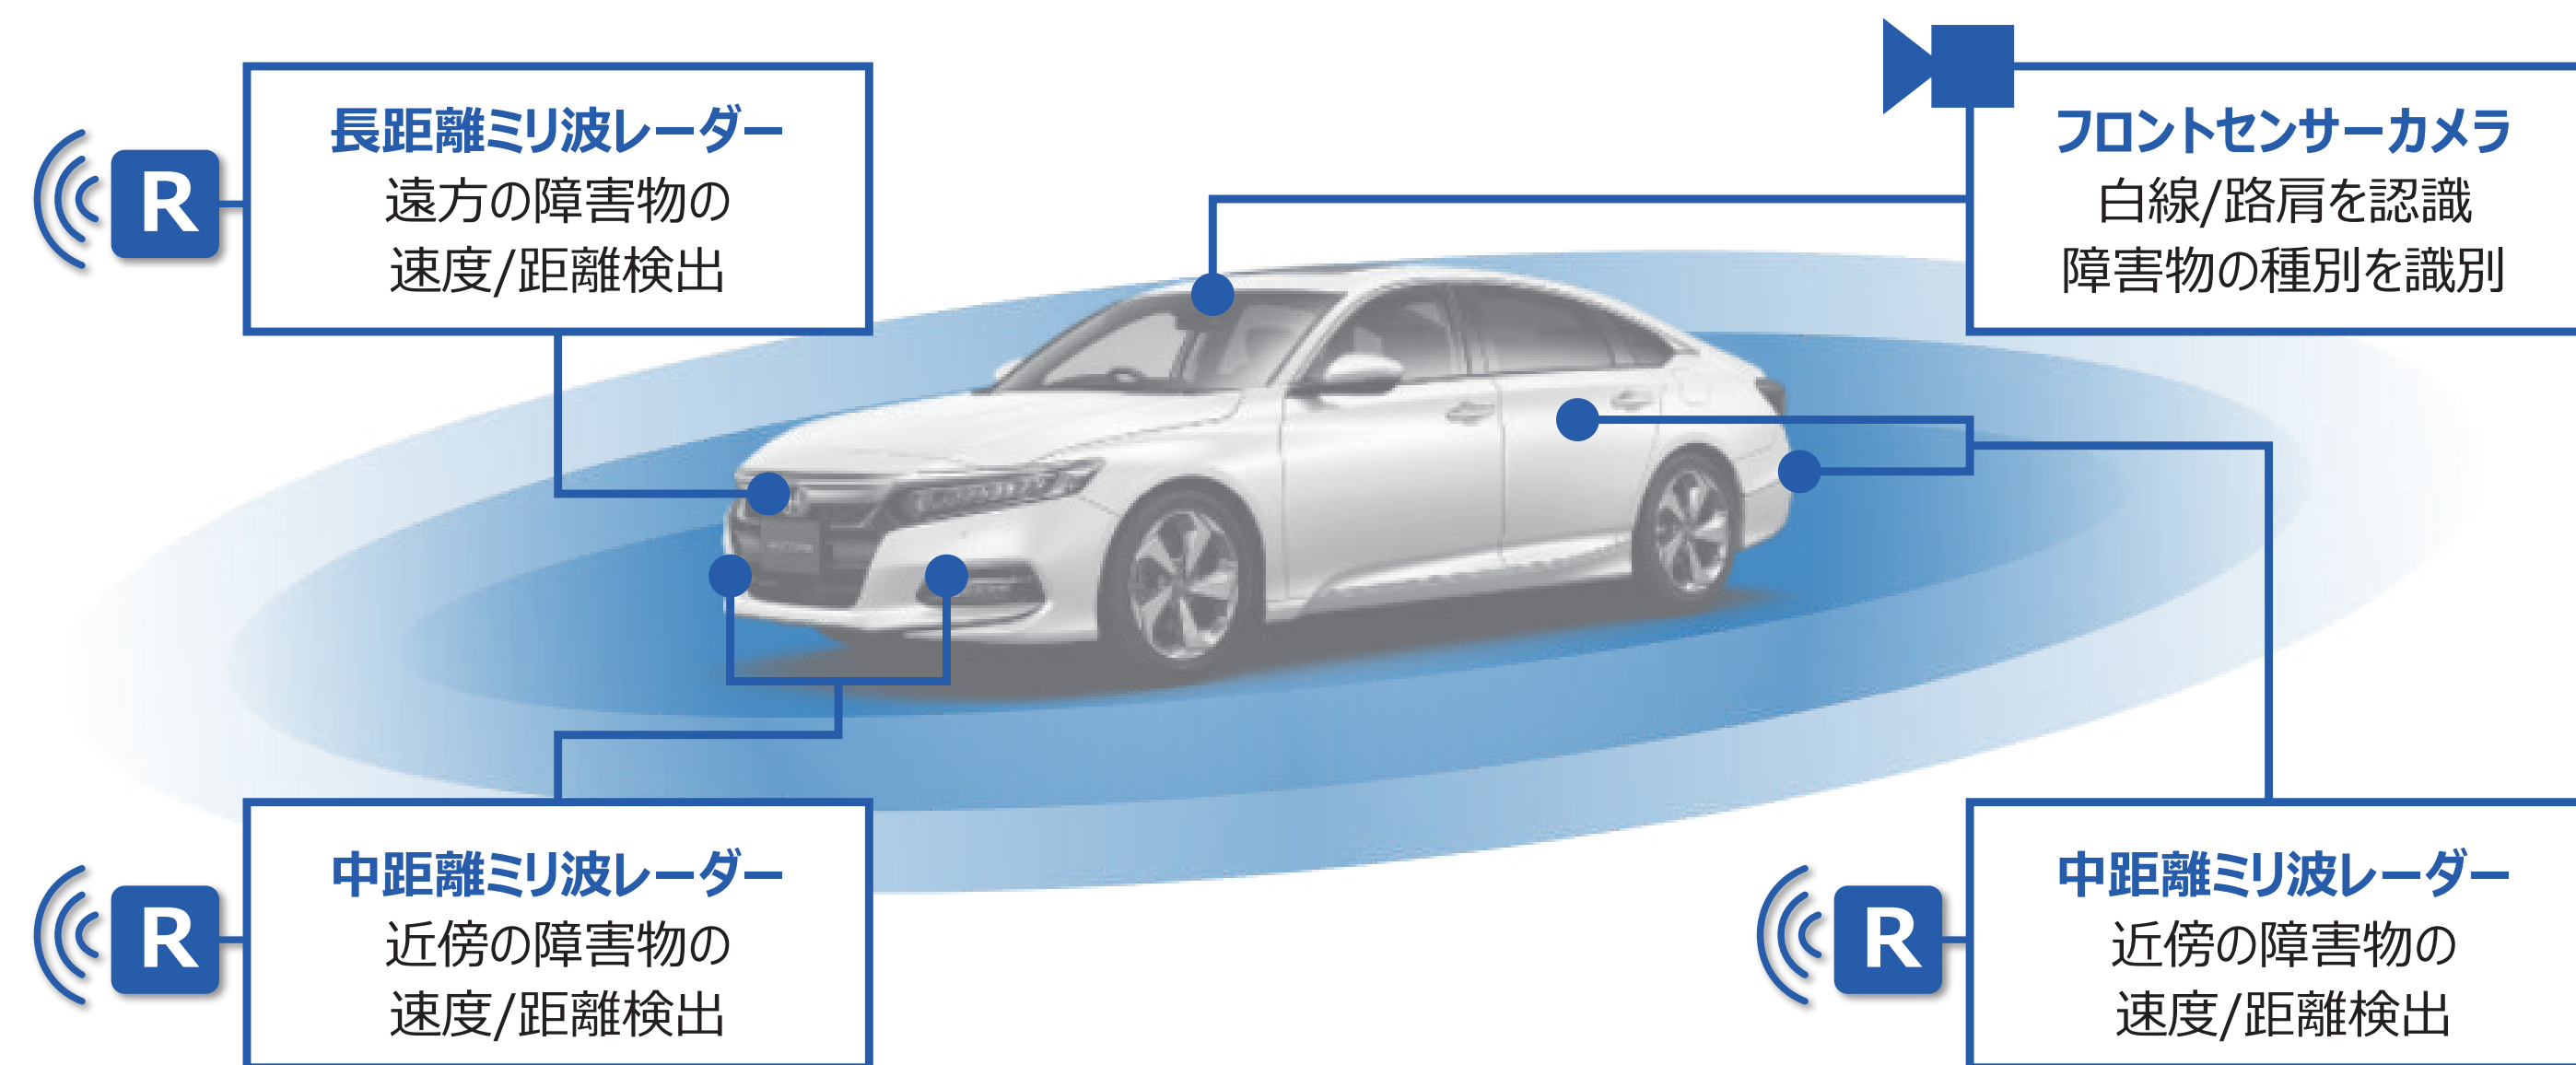 長距離ミリ波レーダー
遠方の障害物の
速度/距離検出
R
フロントセンサーカメラ
白線/路肩を認識
障害物の種別を識別
中距離ミリ波レーダー
近傍の障害物の
速度/距離検出
R
中距離ミリ波レーダー
近傍の障害物の
速度/距離検出
R